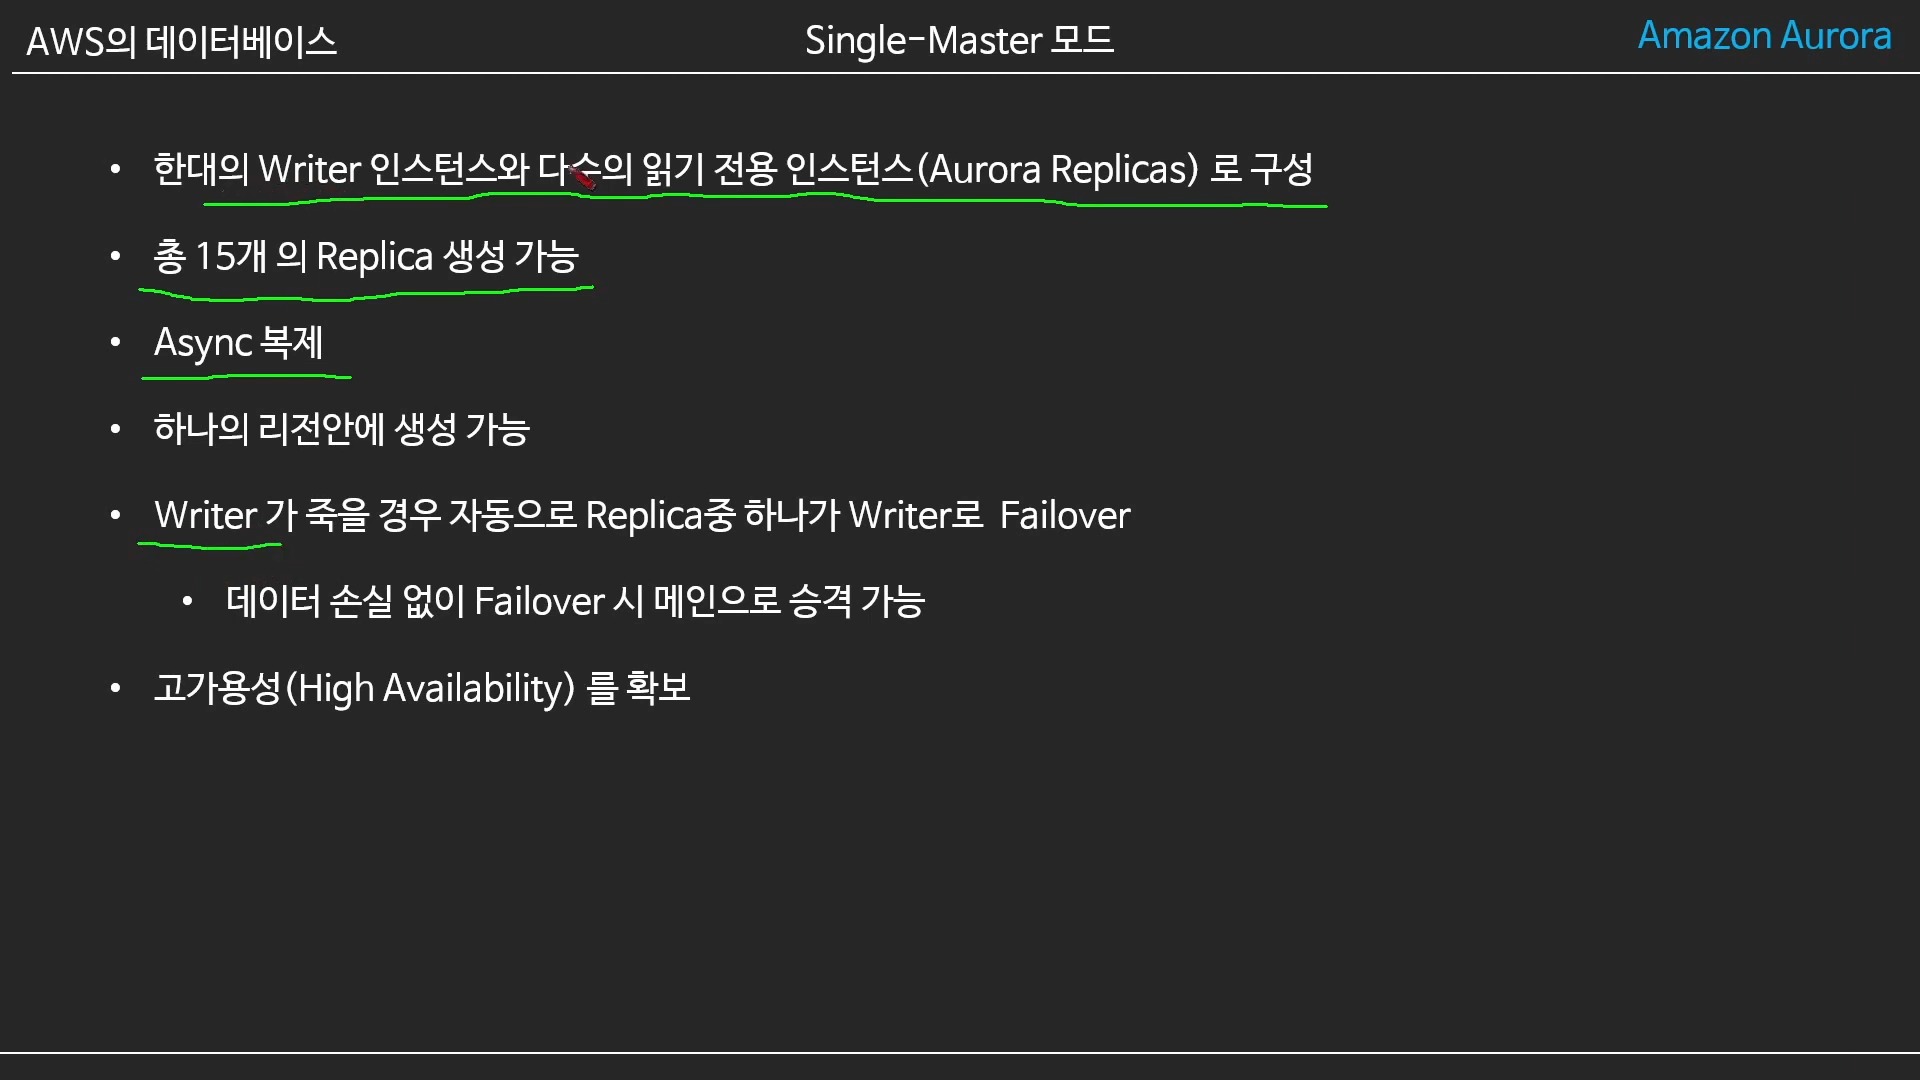 AWS의 데이터베이스
Single-Master 모드
Amazon Aurora
• 한대의 Writer 인스턴스와 다수의 읽기 전용 인스턴스(Aurora Replicas) 로 구성
• 총 15개 의 Replica 생성 가능
• Async 복제
• 하나의 리전안에 생성 가능
• Writer 가 죽을 경우 자동으로 Replica중 하나가 Writer로 Failover
• 데이터 손실 없이 Failover 시 메인으로 승격 가능
• 고가용성(High Availability) 를 확보